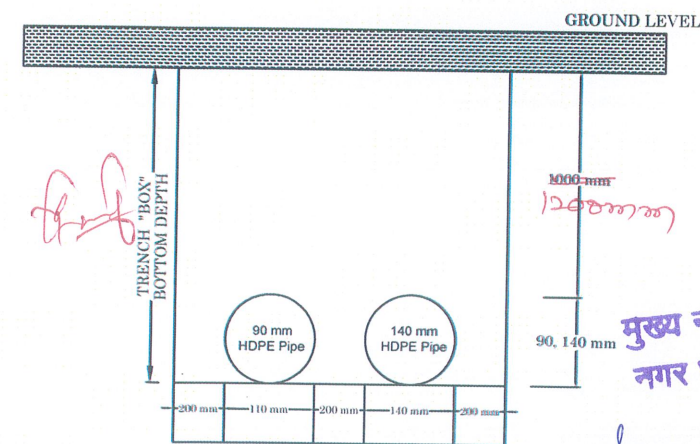 GROUND LEVEL
TRENCH "BOX"
BOTTOM DEPTH
1000 mm
1200mm
90 mm
HDPE Pipe
140 mm
HDPE Pipe
90, 140 mm
मुख्य
नगर
200 mm
110 mm
200 mm
140 mm
200 mm